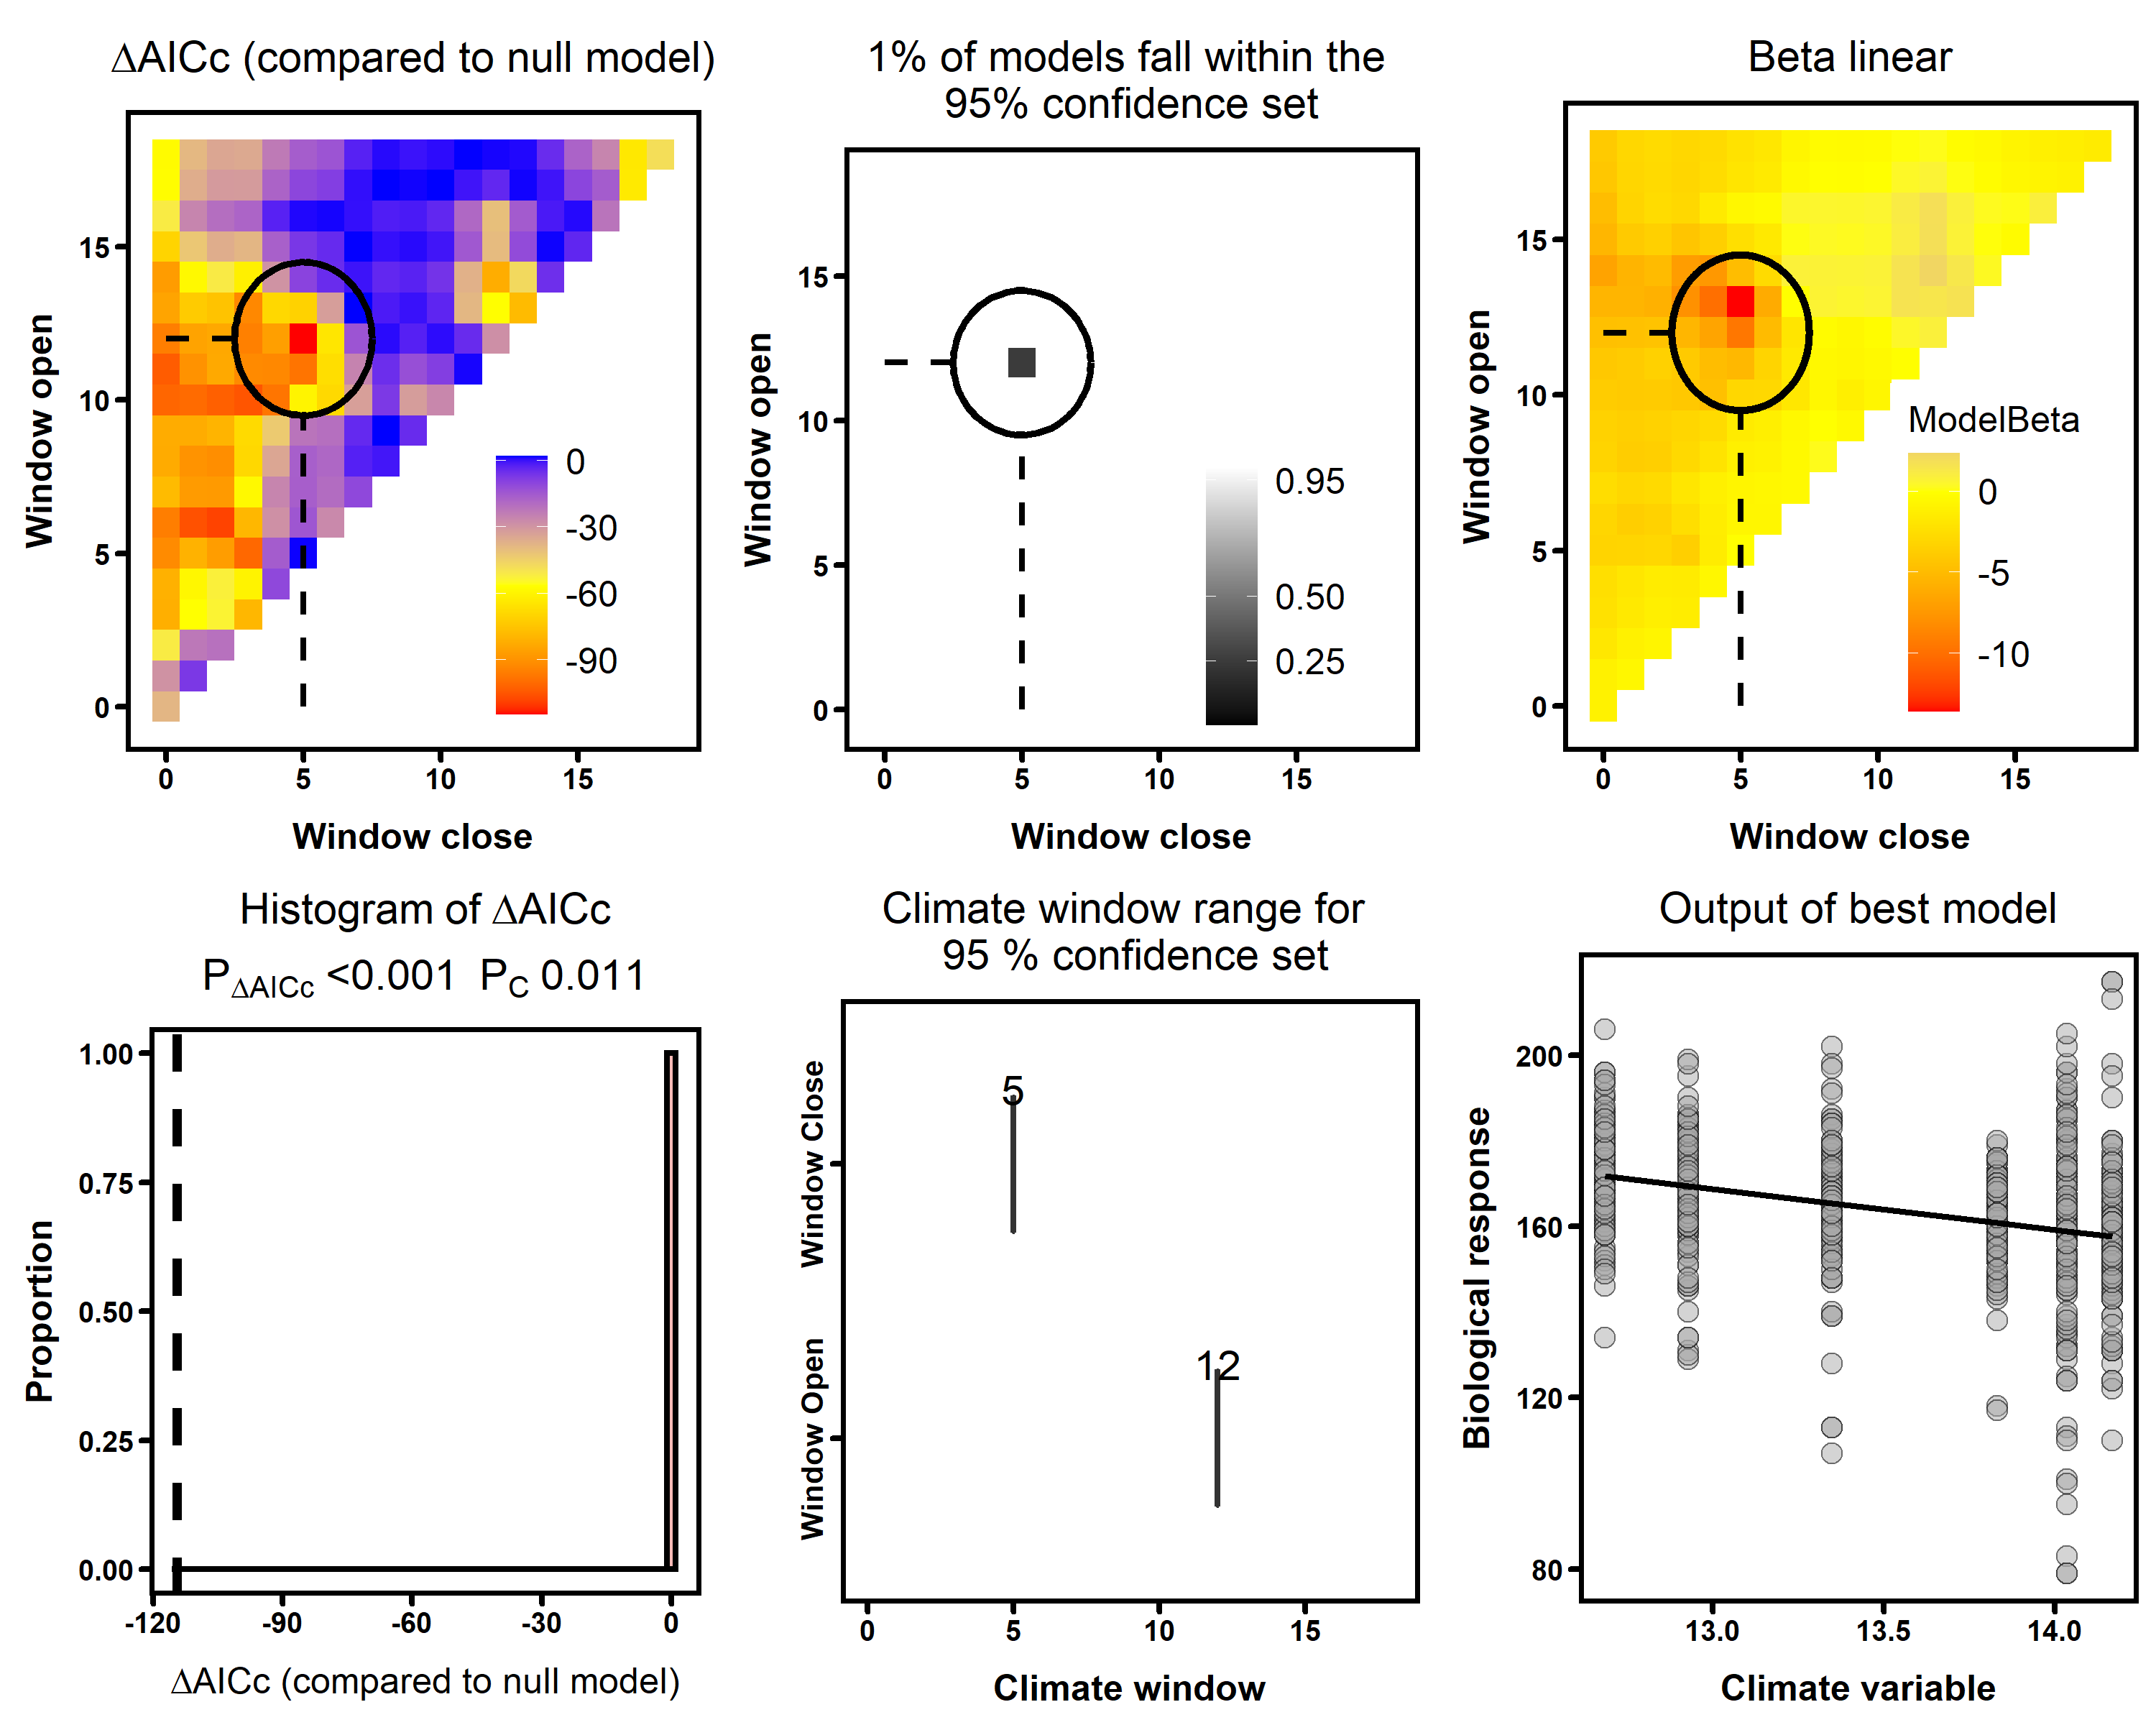 ΔAICc (compared to null model)
Window open
15
10
5
0
0
-30
-60
-90
0
5
10
15
Window close
1% of models fall within the
95% confidence set
Window open
15
10
5
0
0.95
0.50
0.25
0
5
10
15
Window close
Beta linear
Window open
15
10
5
0
ModelBeta
0
-5
-10
0
5
10
15
Window close
Histogram of ΔAICc
PΔAICc <0.001 PC 0.011
Proportion
1.00
0.75
0.50
0.25
0.00
-120
-90
-60
-30
0
ΔAICc (compared to null model)
Climate window range for
95 % confidence set
Window Close
Window Open
5
12
0
5
10
15
Climate window
Output of best model
Biological response
200
160
120
80
13.0
13.5
14.0
Climate variable